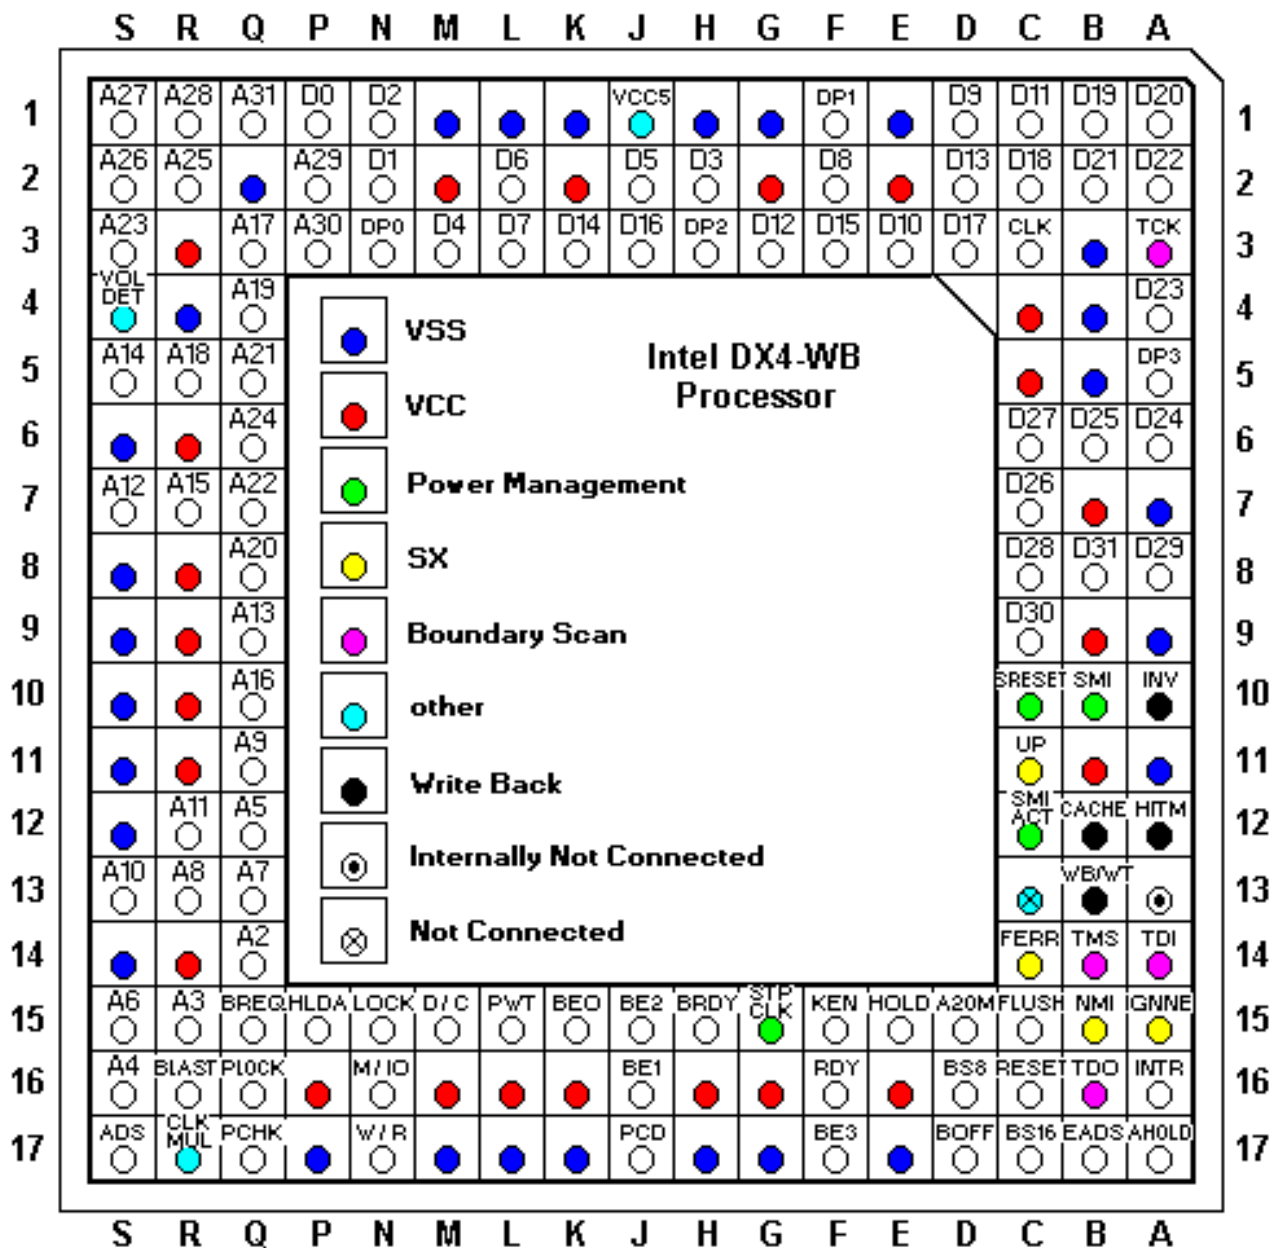 S R Q P N M L K J H G F E D C B A
1 A27 A28 A31 D0 D2 VCC5 DP1 D9 D11 D19 D20 1
2 A26 A25 A29 D1 D6 D5 D3 D8 D13 D18 D21 D22 2
3 A23 A17 A30 DP0 D4 D7 D14 D16 DP2 D12 D15 D10 D17 CLK TCK 3
4 VOL DET A19 D23 4
VSS
Intel DX4-WB
Processor
5 A14 A18 A21 DP3 5
VCC
6 A24 D27 D25 D24 6
7 A12 A15 A22 D26 7
Power Management
8 A20 D28 D31 D29 8
SX
9 A13 D30 9
Boundary Scan
10 A16 SRESET SMI INV 10
other
11 A9 UP 11
Write Back
12 A11 A5 SMI ACT CACHE HITM 12
Internally Not Connected
13 A10 A8 A7 WB/WT 13
Not Connected
14 A2 FERR TMS TDI 14
15 A6 A3 BREQ HLDA LOCK D/C PWT BE0 BE2 BRDY STP CLK KEN HOLD A20M FLUSH NMI IGNNE 15
16 A4 BLAST PLOCK M/IO BE1 RDY BS8 RESET TDO INTR 16
17 ADS CLK MUL PCHK W/R PCD BE3 BOFF BS16 EADS AHOLD 17
S R Q P N M L K J H G F E D C B A